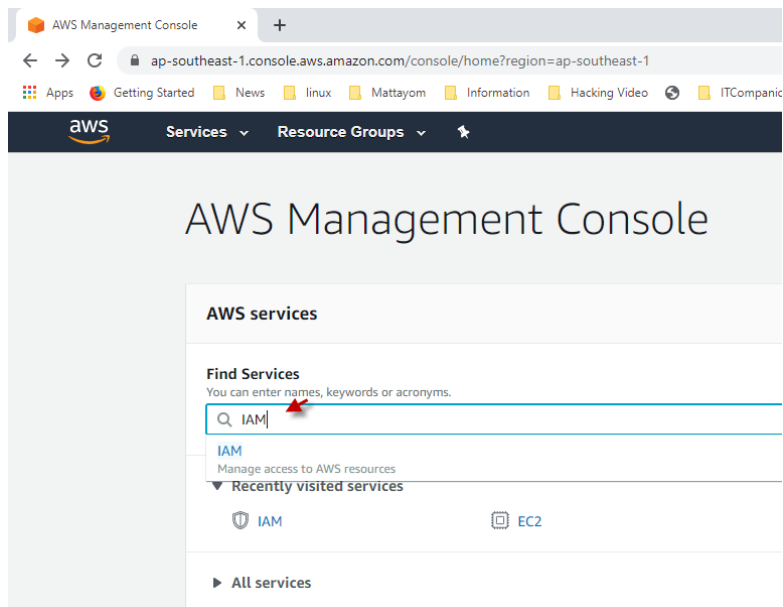 AWS Management Console
ap-southeast-1.console.aws.amazon.com/console/home?region=ap-southeast-1
Apps Getting Started News linux Mattayom Information Hacking Video ITCompanic
aws Services Resource Groups
AWS Management Console
AWS services
Find Services
You can enter names, keywords or acronyms.
IAM
IAM
Manage access to AWS resources
Recently visited services
IAM EC2
All services